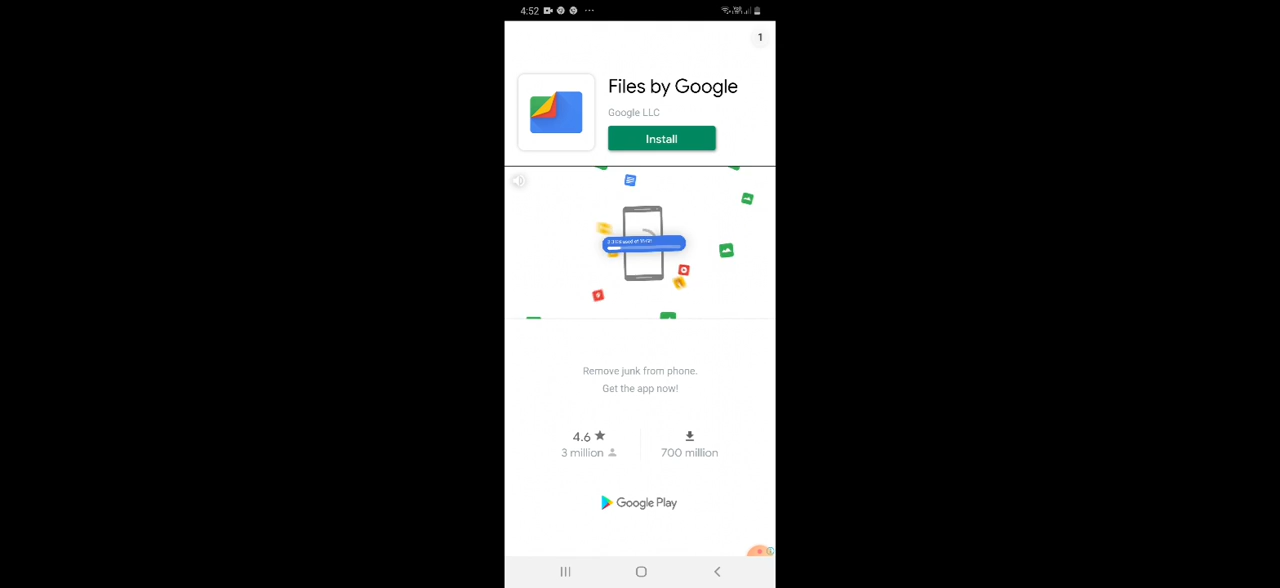 4:52
1
Files by Google
Google LLC
Install
Remove junk from phone.
Get the app now!
4.6
3 million
700 million
Google Play